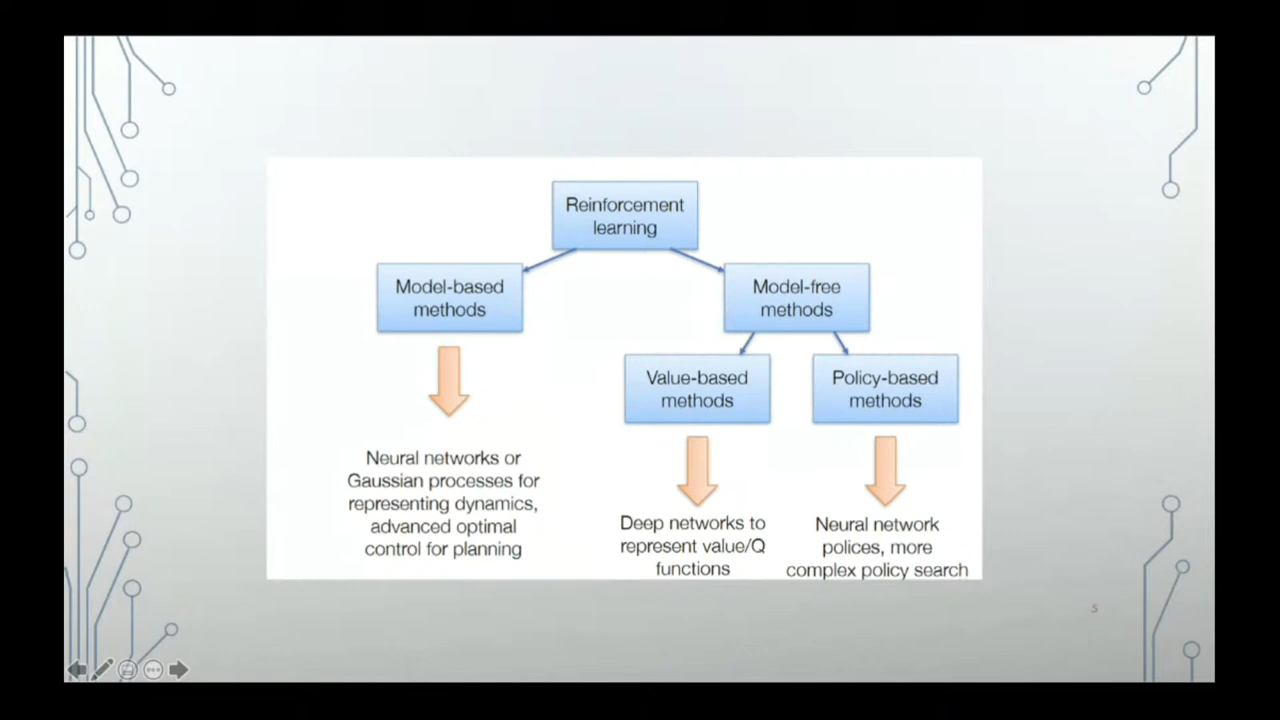 Reinforcement
learning
Model-based
methods
Model-free
methods
Value-based
methods
Policy-based
methods
Neural networks or
Gaussian processes for
representing dynamics,
advanced optimal
control for planning
Deep networks to
represent value/Q
functions
Neural network
polices, more
complex policy search
5